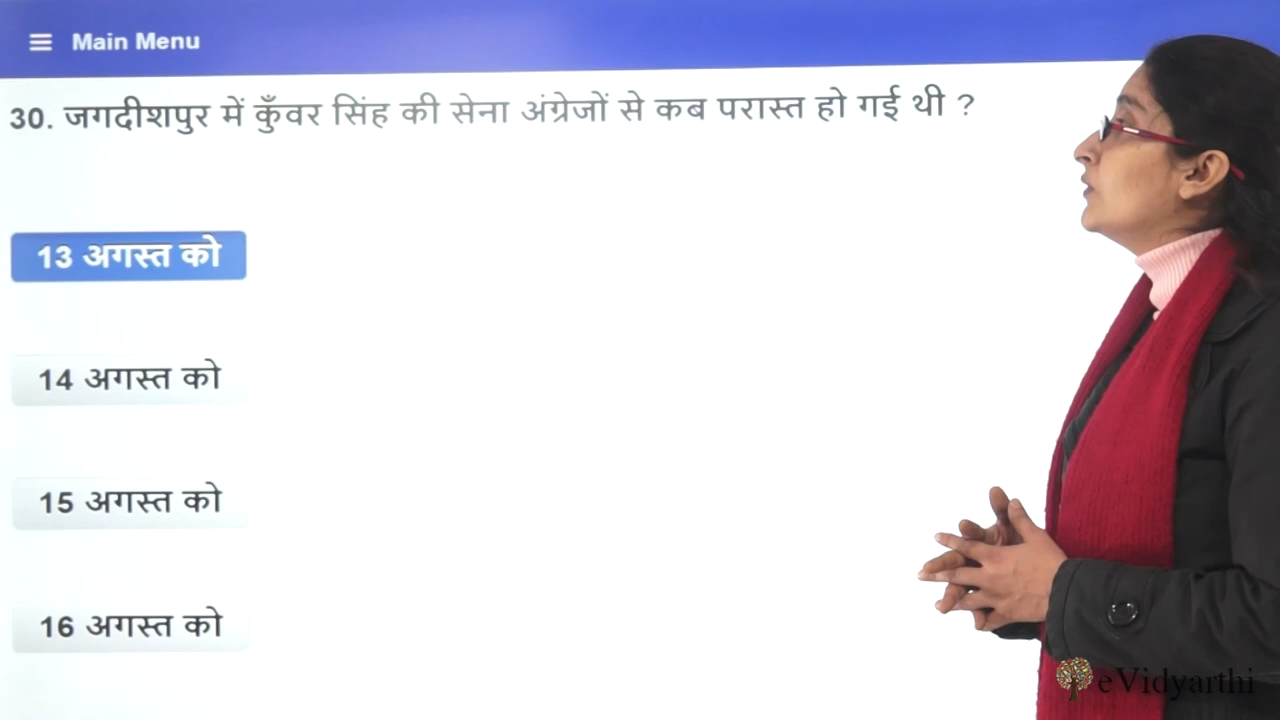 Main Menu
30. जगदीशपुर में कुँवर सिंह की सेना अंग्रेजों से कब परास्त हो गई थी ?
13 अगस्त को
14 अगस्त को
15 अगस्त को
16 अगस्त को
eVidyarthi